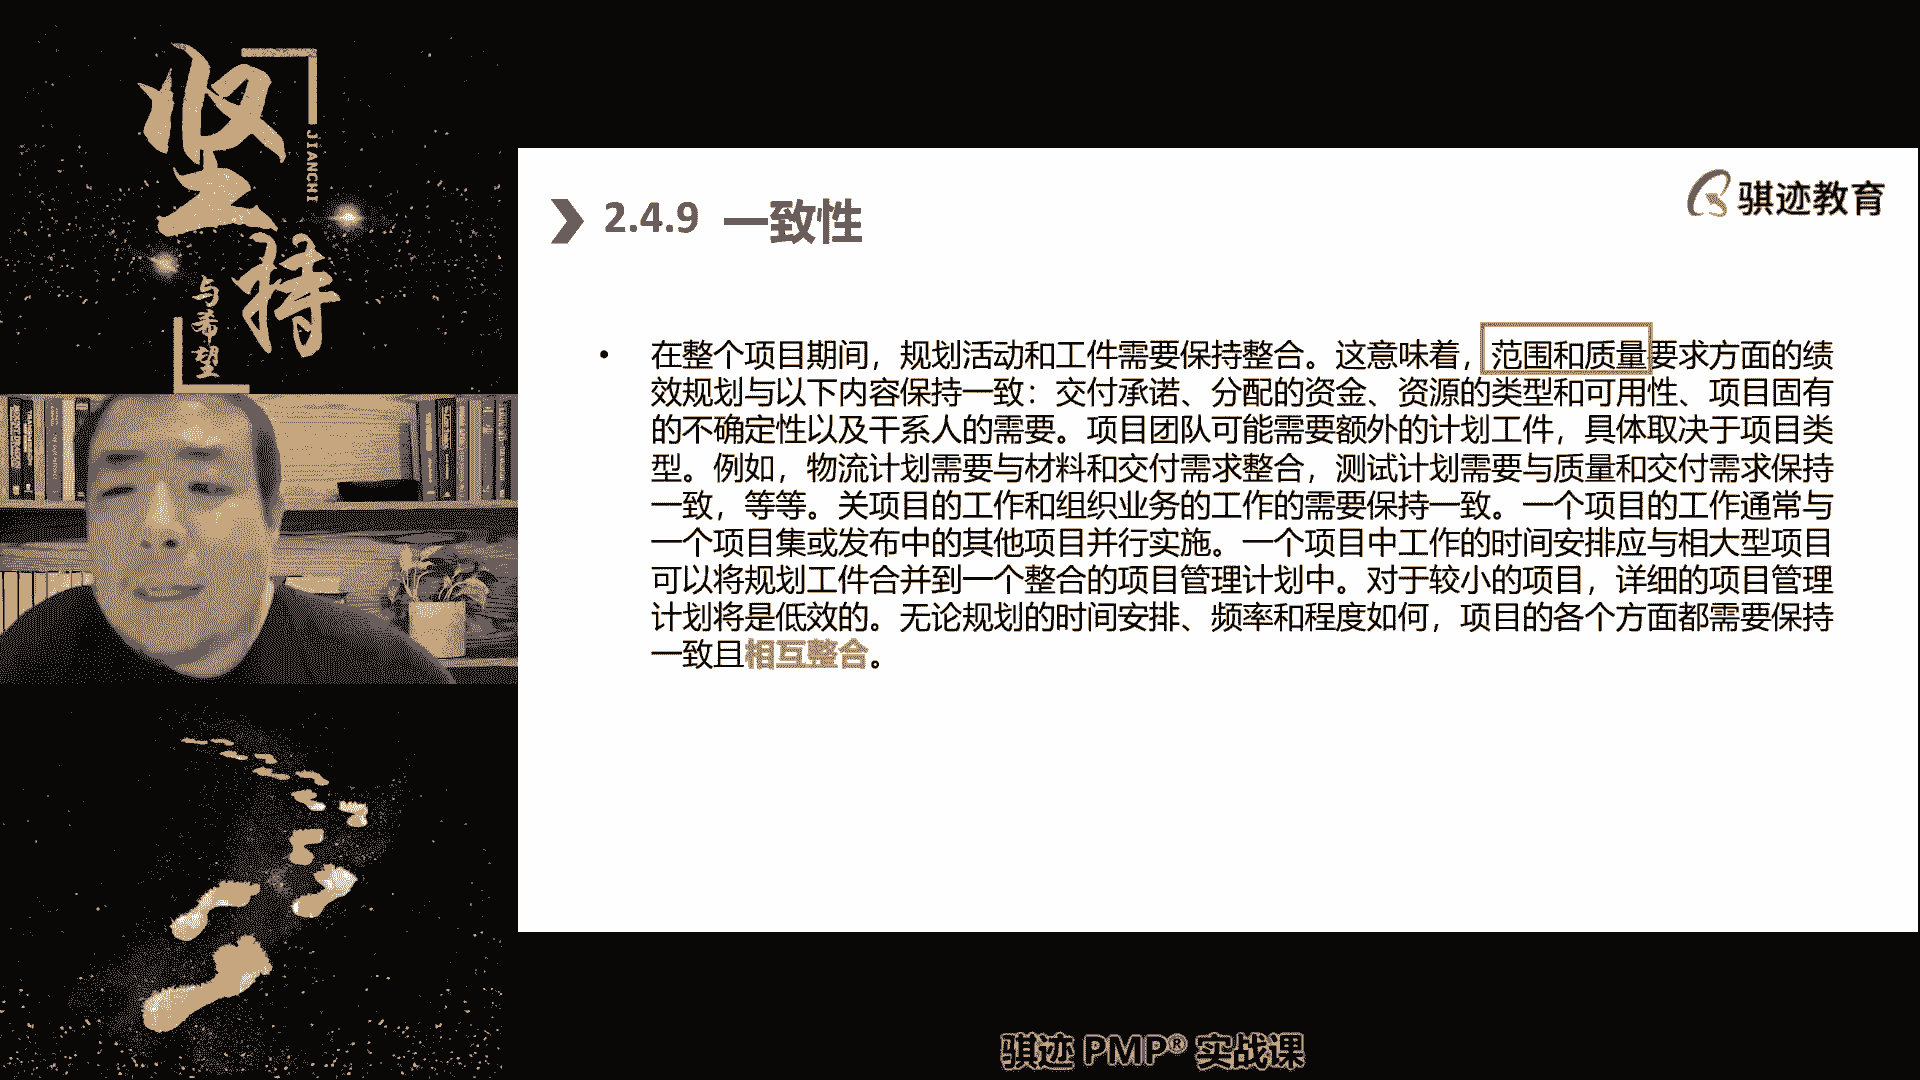 坚持
JIANCHI
与希望
2.4.9 一致性
骐迹教育
• 在整个项目期间，规划活动和工件需要保持整合。这意味着，范围和质量要求方面的绩
效规划与以下内容保持一致：交付承诺、分配的资金、资源的类型和可用性、项目固有
的不确定性以及干系人的需要。项目团队可能需要额外的计划工件，具体取决于项目类
型。例如，物流计划需要与材料和交付需求整合，测试计划需要与质量和交付需求保持
一致，等等。关项目的工作和组织业务的工作的需要保持一致。一个项目的工作通常与
一个项目集或发布中的其他项目并行实施。一个项目中工作的时间安排应与相大型项目
可以将规划工件合并到一个整合的项目管理计划中。对于较小的项目，详细的项目管理
计划将是低效的。无论规划的时间安排、频率和程度如何，项目的各个方面都需要保持
一致且相互整合。
骐迹 PMP® 实战课